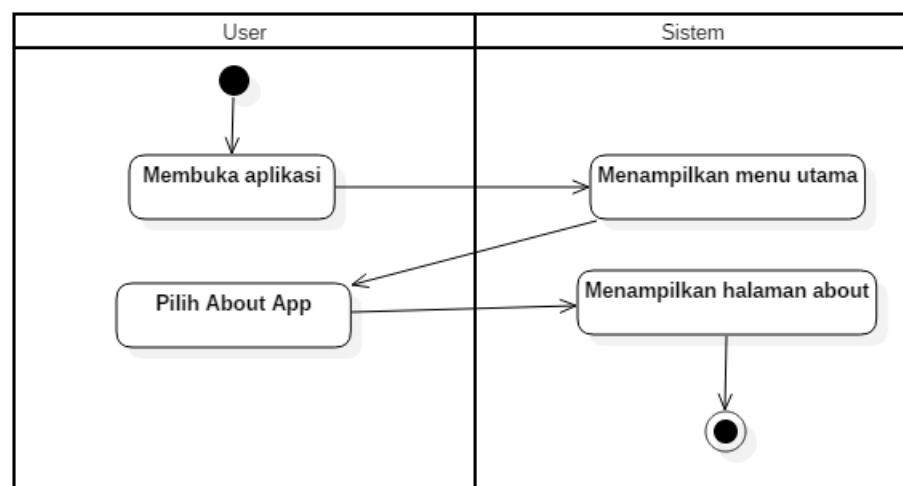 User
Sistem
Membuka aplikasi
Menampilkan menu utama
Pilih About App
Menampilkan halaman about